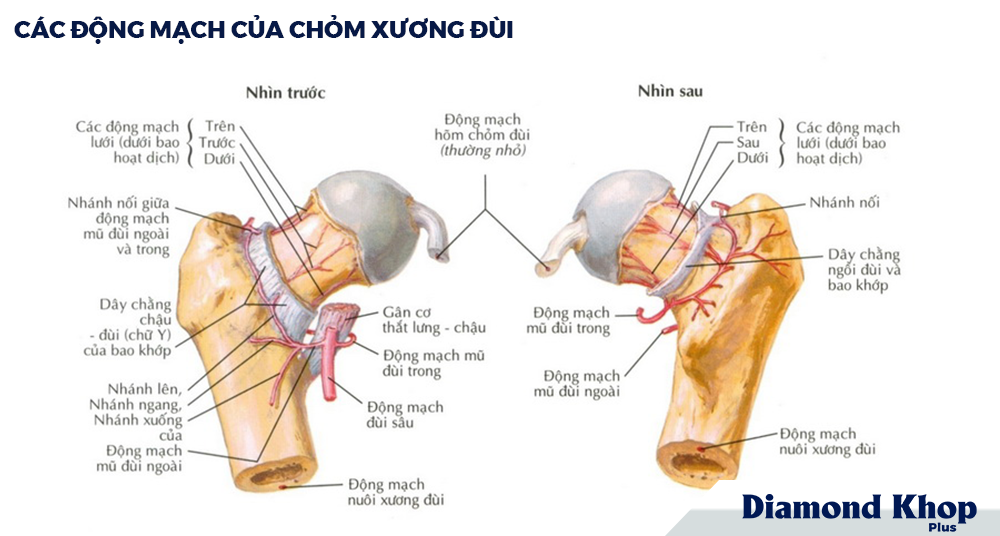 CÁC ĐỘNG MẠCH CỦA CHỎM XƯƠNG ĐÙI
Nhìn trước
Các động mạch
lưới (dưới bao
hoạt dịch)
Trên
Trước
Dưới
Nhánh nối giữa
động mạch
mũ đùi ngoài
và trong
Dây chằng
chậu
- đùi (chữ Y)
của bao khớp
Nhánh lên,
Nhánh ngang,
Nhánh xuống
của
Động mạch
mũ đùi ngoài
Gân cơ
thắt lưng - chậu
Động mạch mũ
đùi trong
Động mạch
đùi sâu
Động mạch
nuôi xương đùi
Động mạch
hõm chỏm đùi
(thường nhỏ)
Nhìn sau
Trên
Sau
Dưới
Các động mạch
lưới (dưới bao
hoạt dịch)
Nhánh nối
Dây chằng
ngồi đùi và
bao khớp
Động mạch
mũ đùi trong
Động mạch
mũ đùi ngoài
Động mạch
nuôi xương đùi
Diamond Khop
Plus